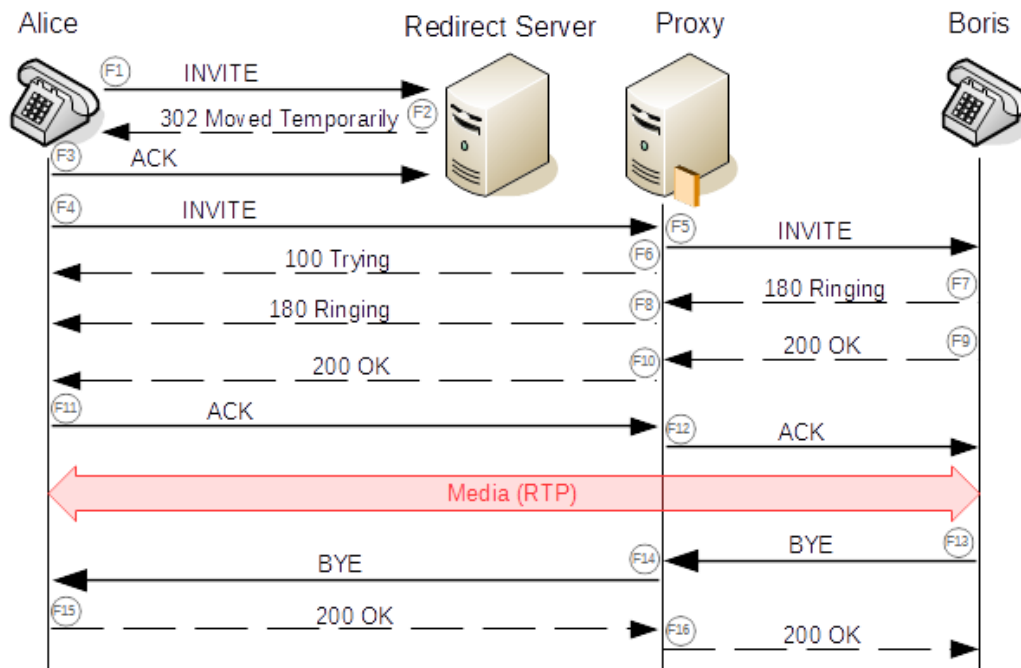 Alice
Redirect Server
Proxy
Boris
F1
INVITE
302 Moved Temporarily
F2
F3
ACK
F4
INVITE
F5
INVITE
100 Trying
F6
180 Ringing
F7
180 Ringing
F8
200 OK
F9
200 OK
F10
F11
ACK
F12
ACK
Media (RTP)
BYE
F13
BYE
F14
F15
200 OK
F16
200 OK